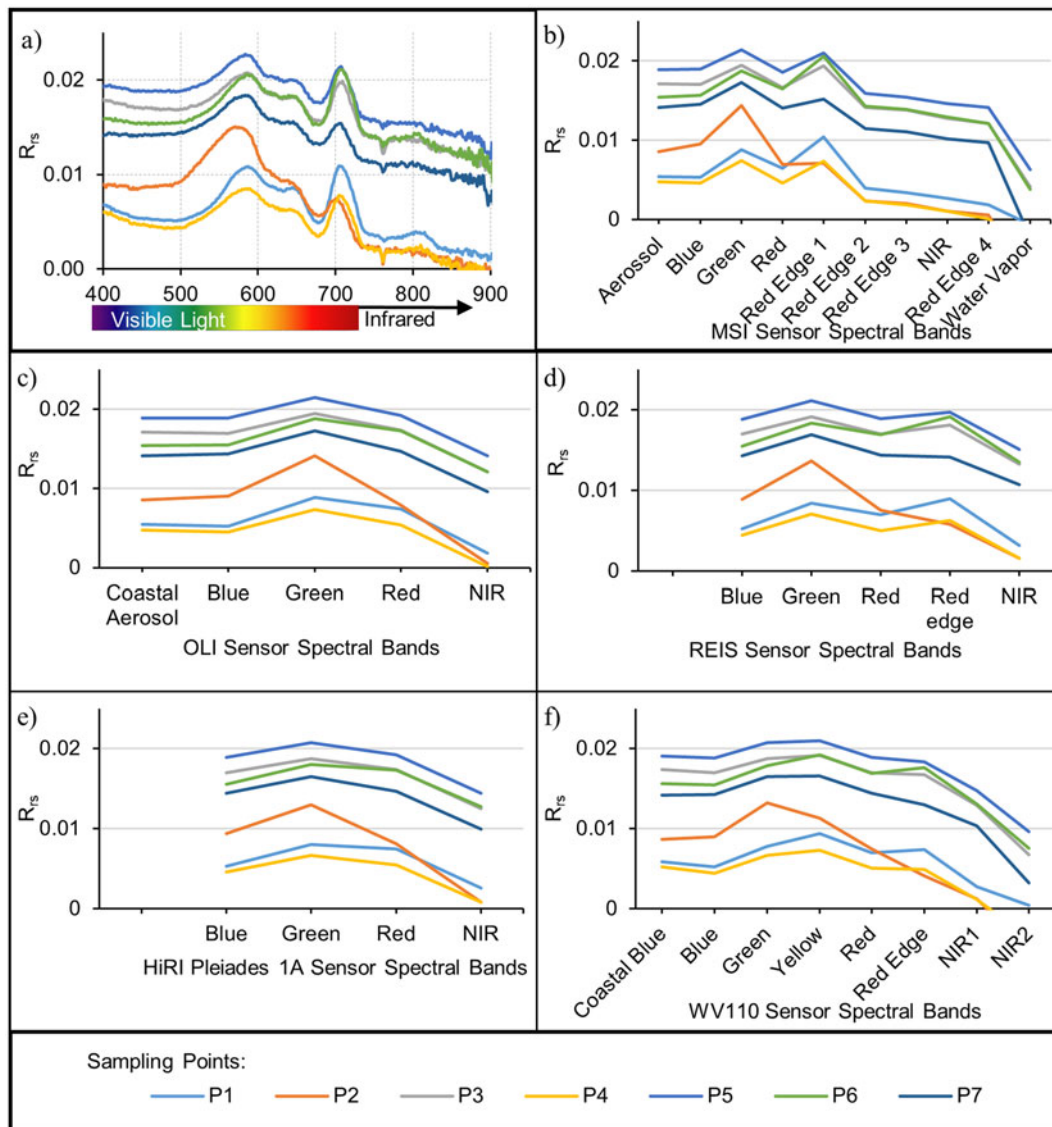 a)
0.02
0.01
0.00
Rrs
400 500 600 700 800 900
Visible Light Infrared
b)
0.02
0.01
0
Rrs
Aerossol Blue Green Red Red Edge 1 Red Edge 2 Red Edge 3 NIR Red Edge 4 Water Vapor
MSI Sensor Spectral Bands
c)
0.02
0.01
0
Rrs
Coastal Blue Green Red NIR
Aerosol
OLI Sensor Spectral Bands
d)
0.02
0.01
0
Rrs
Blue Green Red Red NIR
edge
REIS Sensor Spectral Bands
e)
0.02
0.01
0
Rrs
Blue Green Red NIR
HiRI Pleiades 1A Sensor Spectral Bands
f)
0.02
0.01
0
Rrs
Coastal Blue Blue Green Yellow Red Red Edge NIR1 NIR2
WV110 Sensor Spectral Bands
Sampling Points:
P1 P2 P3 P4 P5 P6 P7